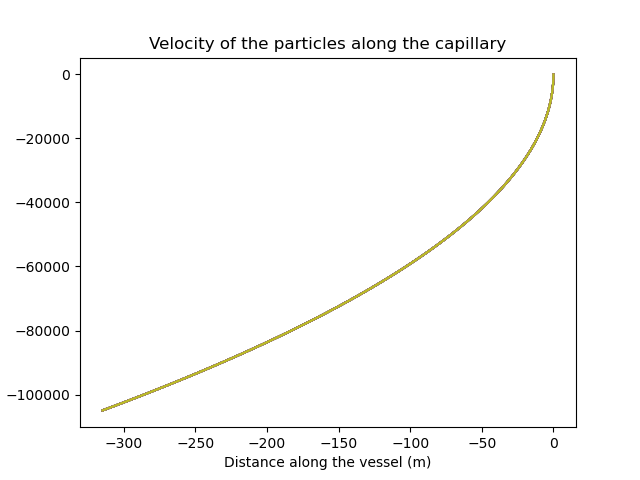 Velocity of the particles along the capillary
0
−20000
−40000
−60000
−80000
−100000
−300 −250 −200 −150 −100 −50 0
Distance along the vessel (m)